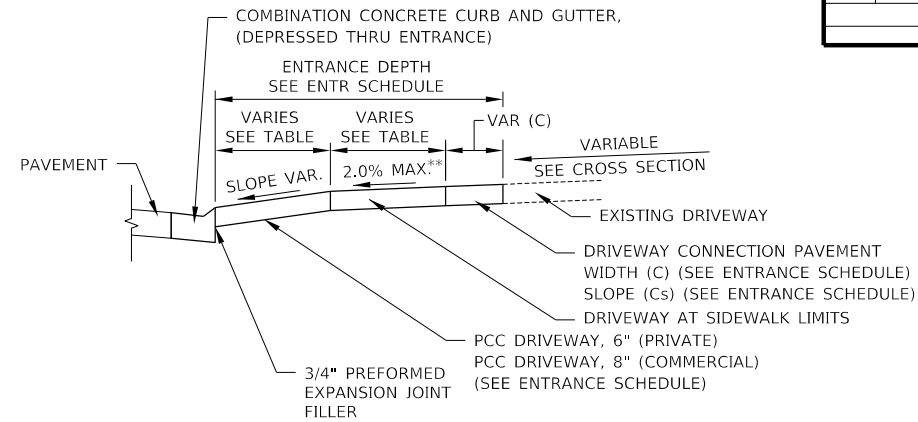 COMBINATION CONCRETE CURB AND GUTTER,
(DEPRESSED THRU ENTRANCE)
ENTRANCE DEPTH
SEE ENTR SCHEDULE
VARIES
SEE TABLE
VARIES
SEE TABLE
VAR (C)
VARIABLE
SEE CROSS SECTION
PAVEMENT
SLOPE VAR.
2.0% MAX.**
EXISTING DRIVEWAY
DRIVEWAY CONNECTION PAVEMENT
WIDTH (C) (SEE ENTRANCE SCHEDULE)
SLOPE (Cs) (SEE ENTRANCE SCHEDULE)
DRIVEWAY AT SIDEWALK LIMITS
PCC DRIVEWAY, 6" (PRIVATE)
PCC DRIVEWAY, 8" (COMMERCIAL)
(SEE ENTRANCE SCHEDULE)
3/4" PREFORMED
EXPANSION JOINT
FILLER